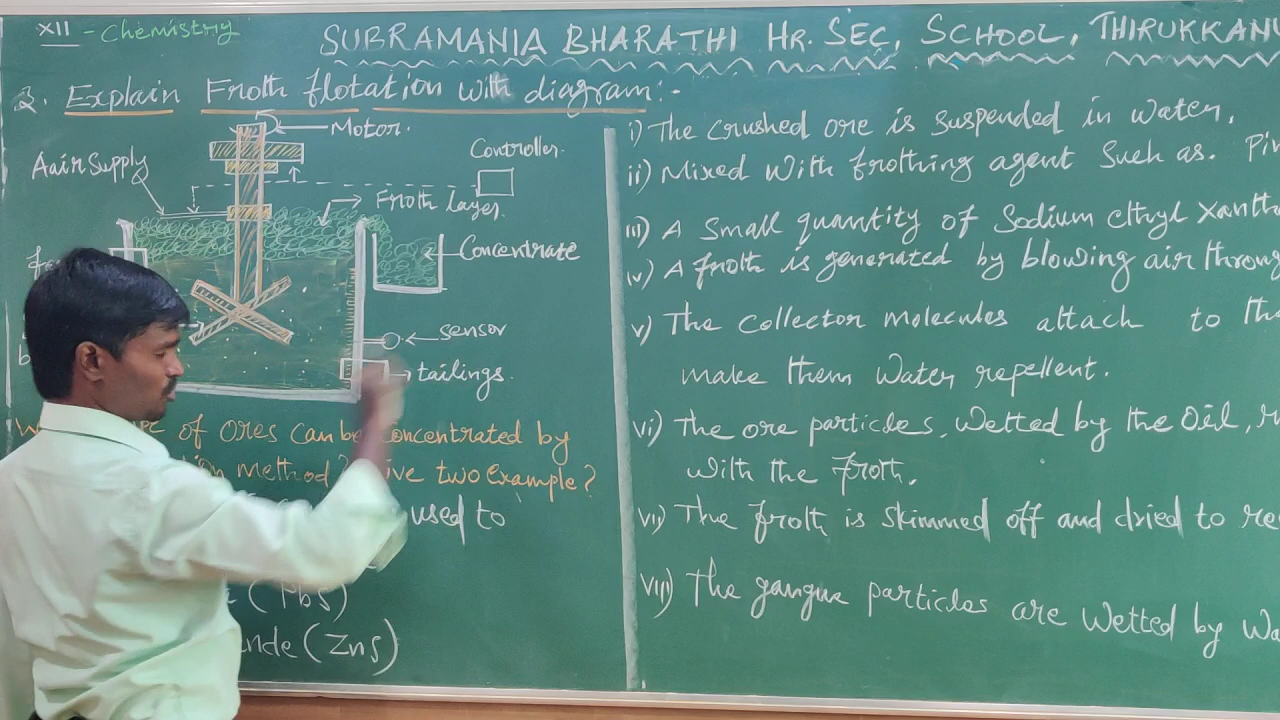 XII - Chemistry
SUBRAMANIA BHARATHI HR. SEC. SCHOOL, THIRUKKANU
2. Explain Froth flotation with diagram:-
Motor.
Controller.
Aair Supply
Froth layer
Concentrate
sensor
tailings.
of Ores can be concentrated by
method? Give two example?
used to
(PbS)
(ZnS)
i) The crushed ore is suspended in water.
ii) Mixed with frothing agent such as. Pin
iii) A small quantity of Sodium ethyl Xanth
iv) A froth is generated by blowing air throug
v) The collector molecules attach to th
make them water repellent.
vi) The ore particles, wetted by the oil, r
with the froth.
vii) The froth is skimmed off and dried to re
viii) The gangue particles are wetted by Wa